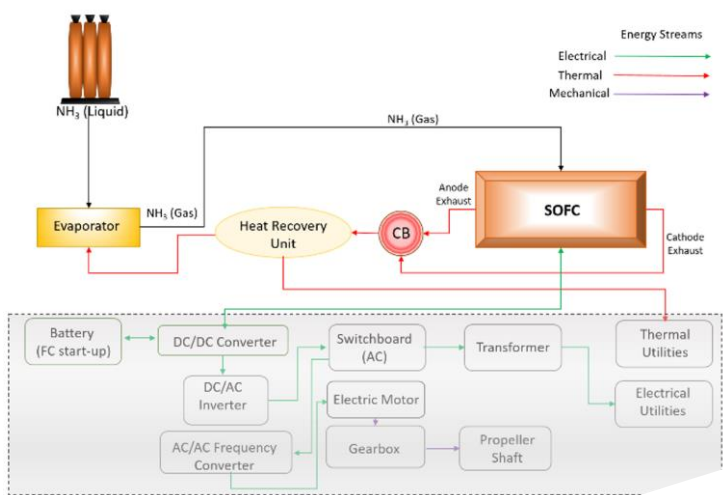 Energy Streams
Electrical
Thermal
Mechanical
NH3 (Liquid)
NH3 (Gas)
NH3 (Gas)
Evaporator
Heat Recovery
Unit
CB
Anode
Exhaust
SOFC
Cathode
Exhaust
Battery
(FC start-up)
DC/DC Converter
Switchboard
(AC)
Transformer
Thermal
Utilities
DC/AC
Inverter
Electric Motor
Electrical
Utilities
AC/AC Frequency
Converter
Gearbox
Propeller
Shaft